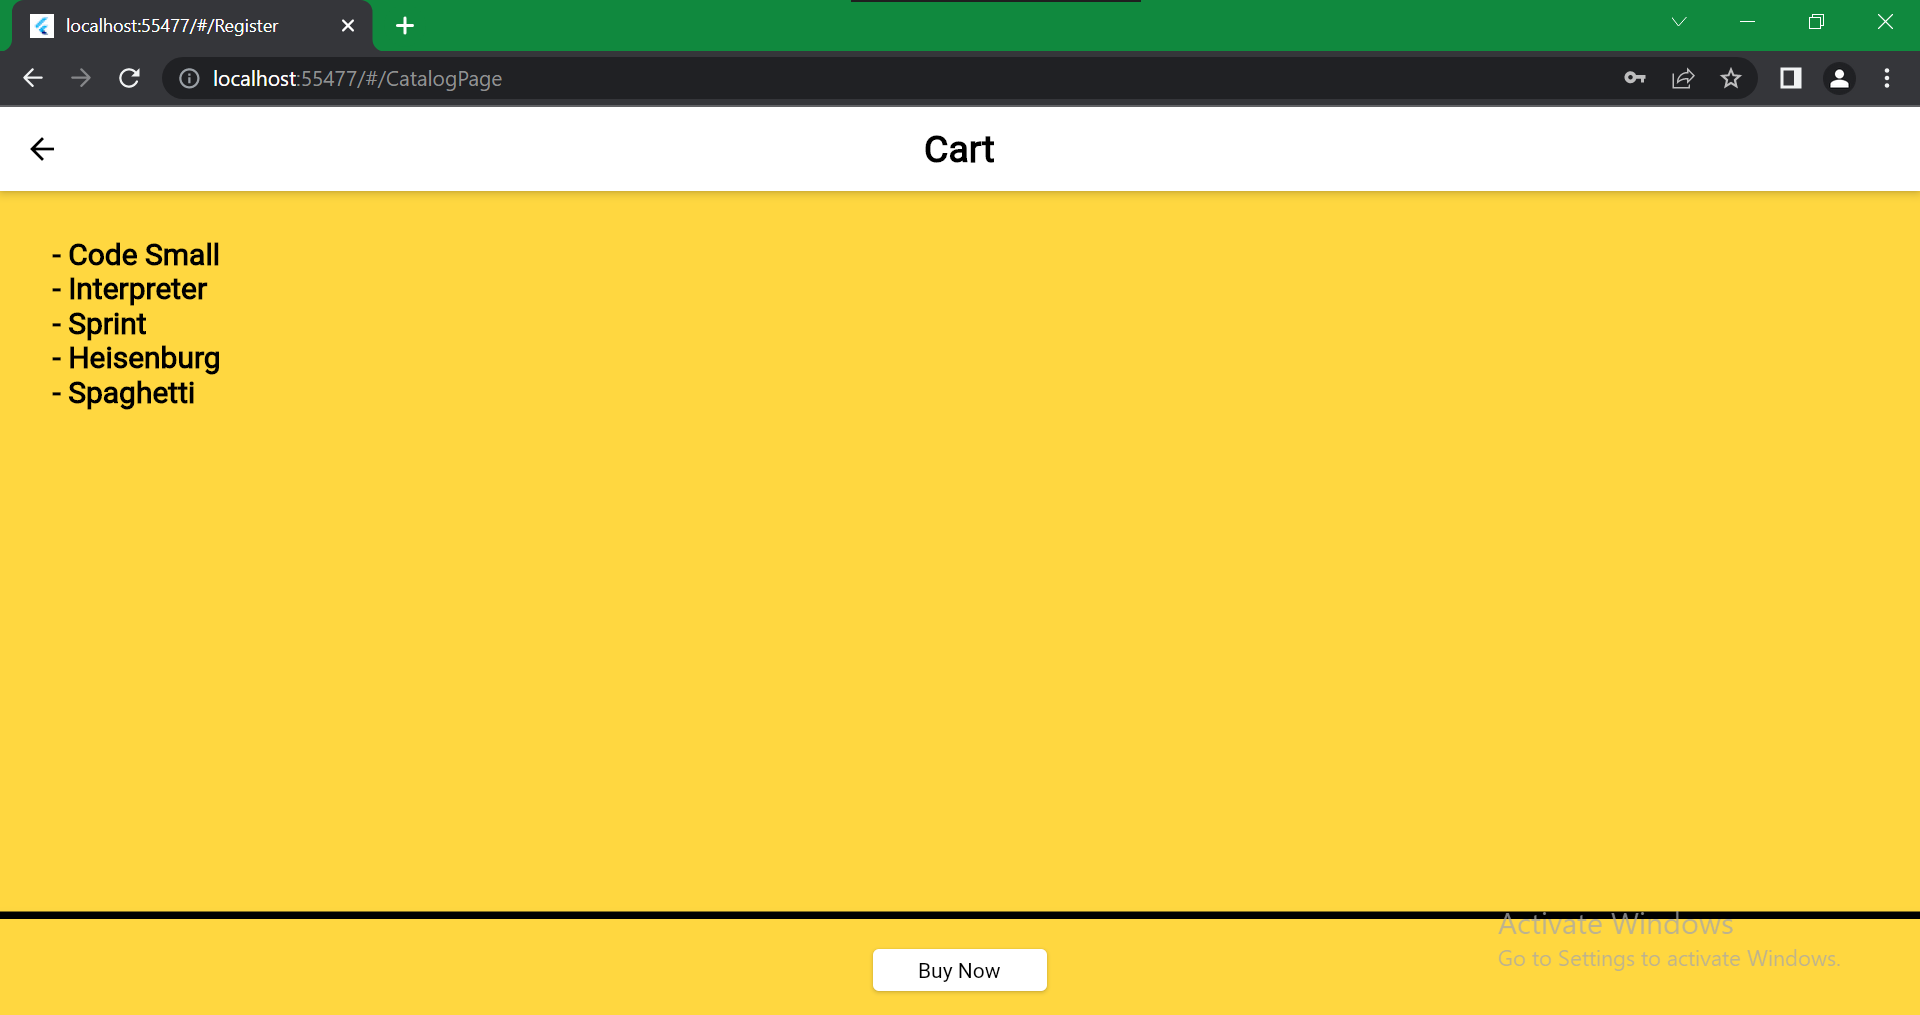 localhost:55477/#/Register
localhost:55477/#/CatalogPage
Cart
- Code Small
- Interpreter
- Sprint
- Heisenburg
- Spaghetti
Activate Windows
Go to Settings to activate Windows.
Buy Now